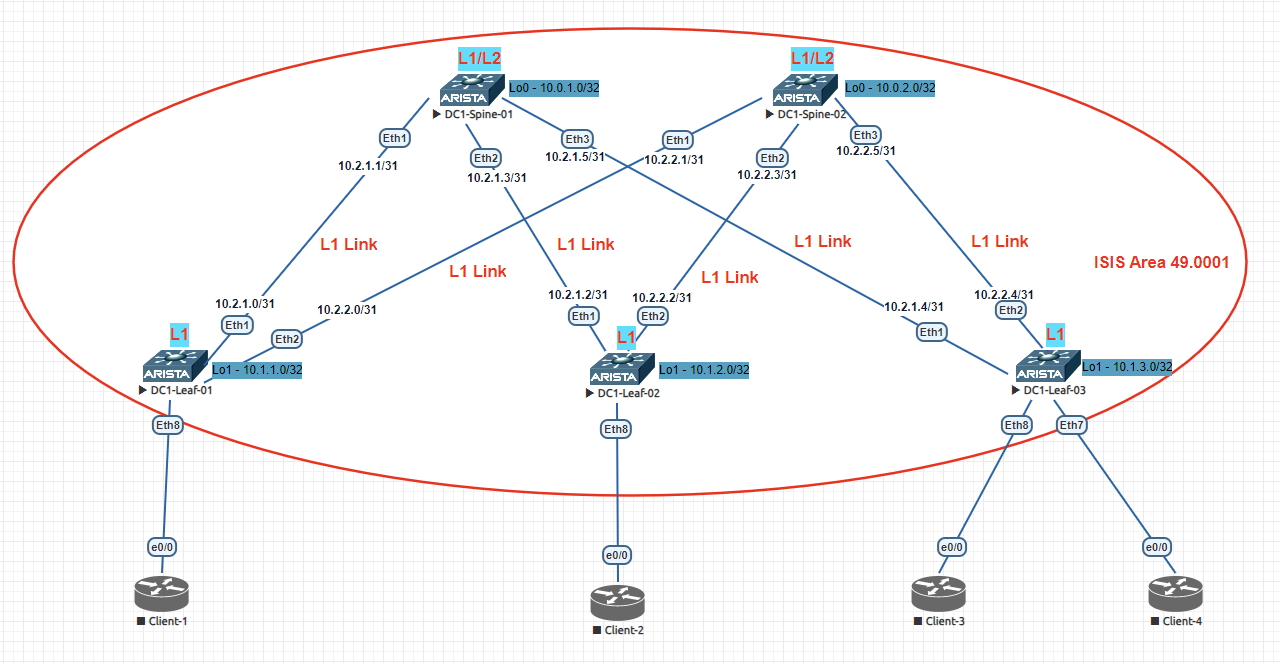 L1/L2
L1/L2
Lo0 - 10.0.1.0/32
Lo0 - 10.0.2.0/32
ARISTA
ARISTA
DC1-Spine-01
DC1-Spine-02
Eth1
Eth2
Eth3
Eth1
Eth2
Eth3
10.2.1.1/31
10.2.1.3/31
10.2.1.5/31
10.2.2.1/31
10.2.2.3/31
10.2.2.5/31
L1 Link
L1 Link
L1 Link
L1 Link
L1 Link
L1 Link
ISIS Area 49.0001
10.2.1.0/31
10.2.2.0/31
10.2.1.2/31
10.2.2.2/31
10.2.1.4/31
10.2.2.4/31
Eth1
Eth2
Eth1
Eth2
Eth1
Eth2
L1
L1
L1
Lo1 - 10.1.1.0/32
Lo1 - 10.1.2.0/32
Lo1 - 10.1.3.0/32
ARISTA
ARISTA
ARISTA
DC1-Leaf-01
DC1-Leaf-02
DC1-Leaf-03
Eth8
Eth8
Eth8
Eth7
e0/0
e0/0
e0/0
e0/0
Client-1
Client-2
Client-3
Client-4